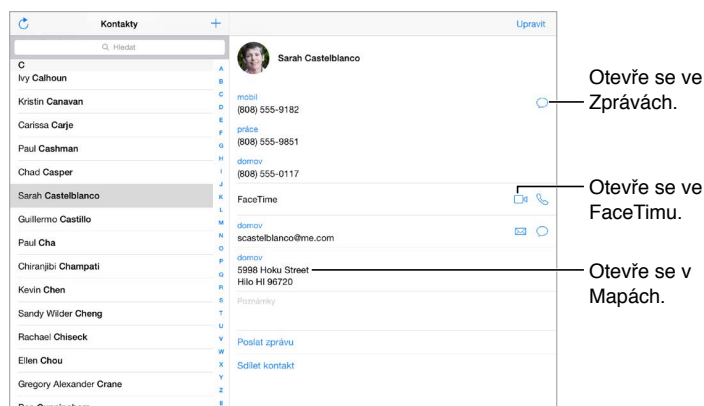 Kontakty
+
Hledat
C
Ivy Calhoun
Kristin Canavan
Carissa Carje
Paul Cashman
Chad Casper
Sarah Castelblanco
Guillermo Castillo
Paul Cha
Chiranjibi Champati
Kevin Chen
Sandy Wilder Cheng
Rachael Chiseck
Ellen Chou
Gregory Alexander Crane
A
B
C
D
E
F
G
H
I
J
K
L
M
N
O
P
Q
R
S
T
U
V
W
X
Y
Z
#
Upravit
Sarah Castelblanco
mobil
(808) 555-9182
práce
(808) 555-9851
domov
(808) 555-0117
FaceTime
domov
scastelblanco@me.com
domov
5998 Hoku Street
Hilo HI 96720
Poznámky
Poslat zprávu
Sdílet kontakt
Otevře se ve
Zprávách.
Otevře se ve
FaceTimu.
Otevře se v
Mapách.